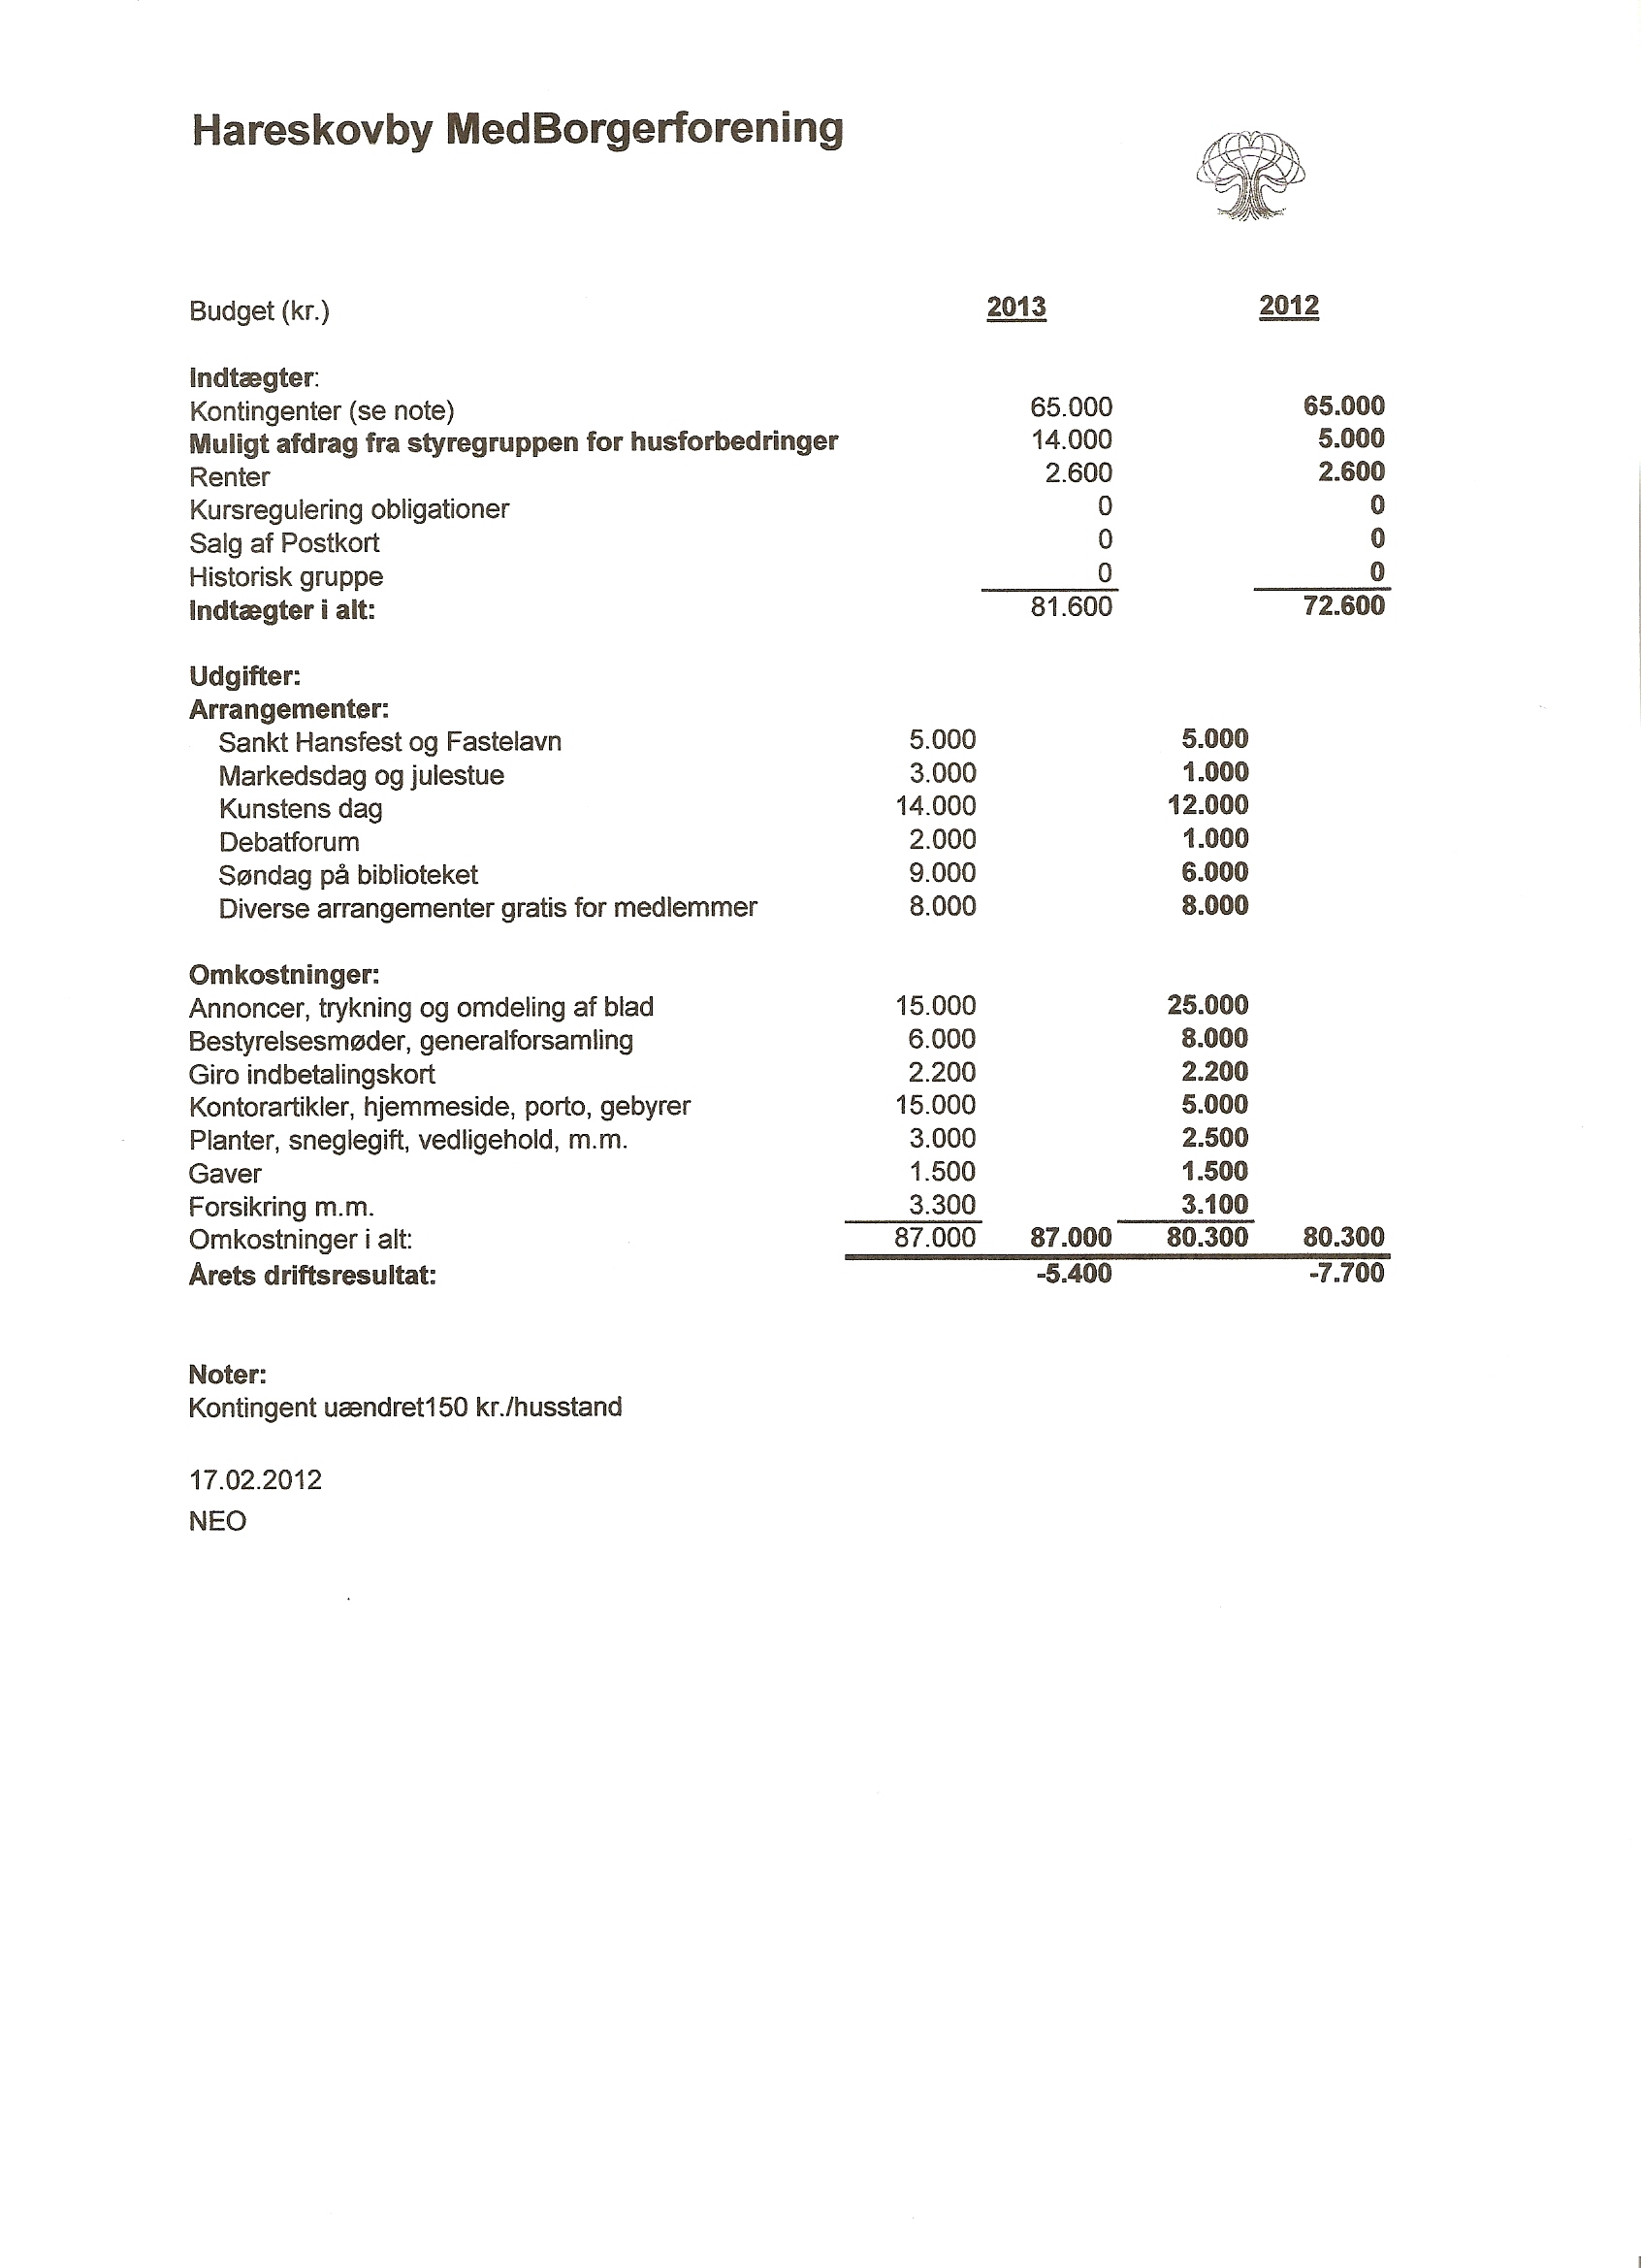 Hareskovby MedBorgerforening
Budget (kr.) 2013 2012
Indtægter:
Kontingenter (se note) 65.000 65.000
Muligt afdrag fra styregruppen for husforbedringer 14.000 5.000
Renter 2.600 2.600
Kursregulering obligationer 0 0
Salg af Postkort 0 0
Historisk gruppe 0 0
Indtægter i alt: 81.600 72.600
Udgifter:
Arrangementer:
Sankt Hansfest og Fastelavn 5.000 5.000
Markedsdag og julestue 3.000 1.000
Kunstens dag 14.000 12.000
Debatforum 2.000 1.000
Søndag på biblioteket 9.000 6.000
Diverse arrangementer gratis for medlemmer 8.000 8.000
Omkostninger:
Annoncer, trykning og omdeling af blad 15.000 25.000
Bestyrelsesmøder, generalforsamling 6.000 8.000
Giro indbetalingskort 2.200 2.200
Kontorartikler, hjemmeside, porto, gebyrer 15.000 5.000
Planter, sneglegift, vedligehold, m.m. 3.000 2.500
Gaver 1.500 1.500
Forsikring m.m. 3.300 3.100
Omkostninger i alt: 87.000 87.000 80.300 80.300
Årets driftsresultat: -5.400 -7.700
Noter:
Kontingent uændret150 kr./husstand
17.02.2012
NEO